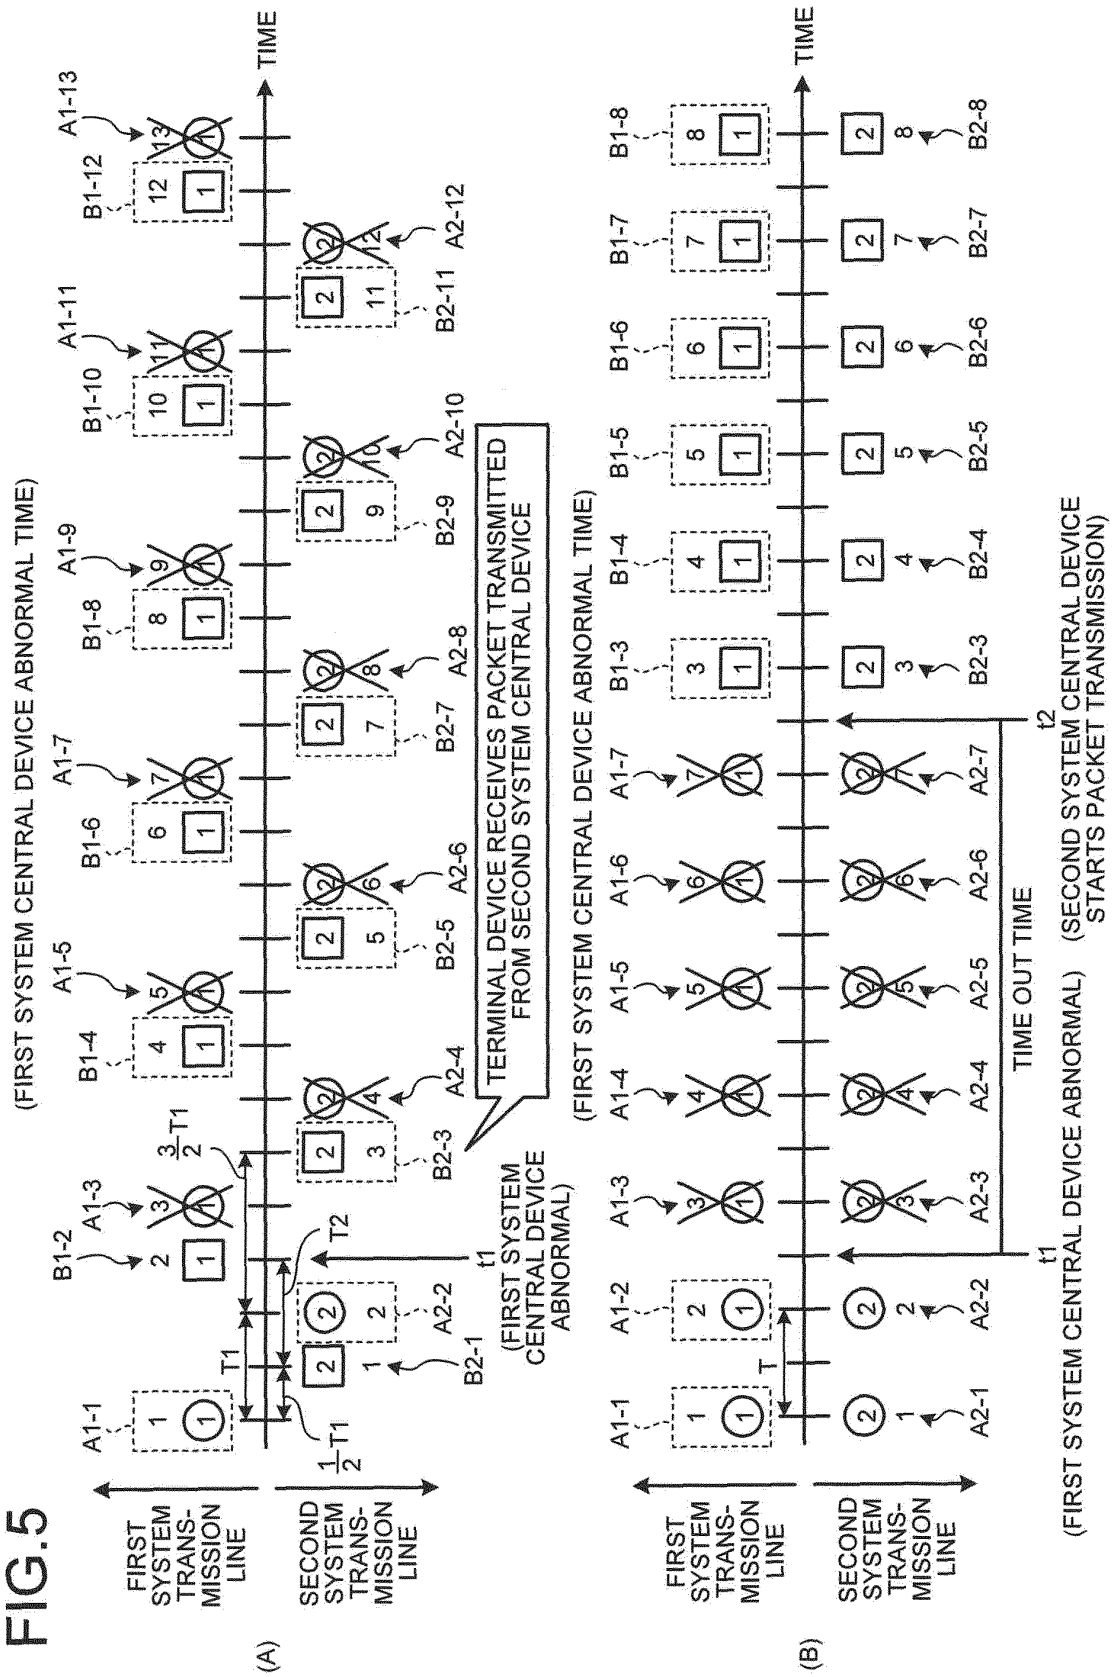 FIG.5
(A)
(FIRST SYSTEM CENTRAL DEVICE ABNORMAL TIME)
FIRST
SYSTEM
TRANS-
MISSION
LINE
SECOND
SYSTEM
TRANS-
MISSION
LINE
A1-1
B1-2
A1-3
B1-4
A1-5
B1-6
A1-7
B1-8
A1-9
B1-10
A1-11
B1-12
A1-13
1
2
3
4
5
6
7
8
9
10
11
12
13
1
1
1
1
1
1
1
1
1
1
1
1
1
T1
3/2 T1
TIME
1/2 T1
T2
2
2
2
2
2
2
2
2
2
2
2
2
1
2
3
4
5
6
7
8
9
10
11
12
B2-1
A2-2
B2-3
A2-4
B2-5
A2-6
B2-7
A2-8
B2-9
A2-10
B2-11
A2-12
t1
(FIRST SYSTEM
CENTRAL DEVICE
ABNORMAL)
TERMINAL DEVICE RECEIVES PACKET TRANSMITTED
FROM SECOND SYSTEM CENTRAL DEVICE
(B)
(FIRST SYSTEM CENTRAL DEVICE ABNORMAL TIME)
FIRST
SYSTEM
TRANS-
MISSION
LINE
SECOND
SYSTEM
TRANS-
MISSION
LINE
A1-1
A1-2
A1-3
A1-4
A1-5
A1-6
A1-7
B1-3
B1-4
B1-5
B1-6
B1-7
B1-8
1
2
3
4
5
6
7
3
4
5
6
7
8
1
1
1
1
1
1
1
1
1
1
1
1
1
T
TIME
2
2
2
2
2
2
2
2
2
2
2
2
2
1
2
3
4
5
6
7
3
4
5
6
7
8
A2-1
A2-2
A2-3
A2-4
A2-5
A2-6
A2-7
B2-3
B2-4
B2-5
B2-6
B2-7
B2-8
TIME OUT TIME
t1
(FIRST SYSTEM CENTRAL DEVICE ABNORMAL)
t2
(SECOND SYSTEM CENTRAL DEVICE
STARTS PACKET TRANSMISSION)